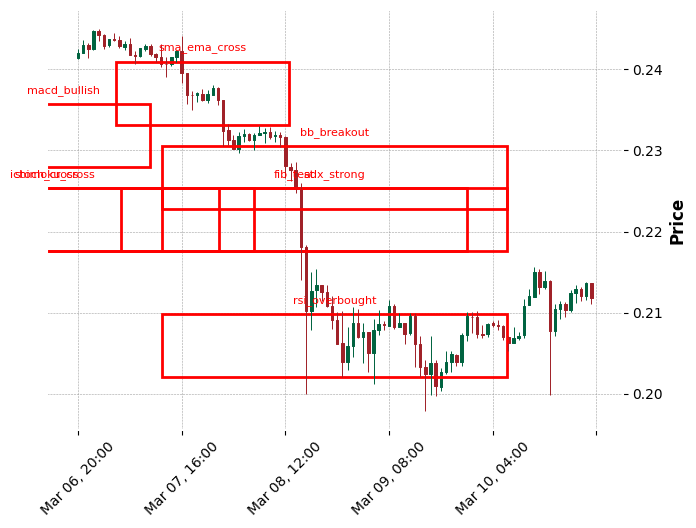 sma_ema_cross
0.24
macd_bullish
bb_breakout
0.23
fib_test
adx_strong
0.22
Price
rsi_overbought
0.21
0.20
Mar 06, 20:00
Mar 07, 16:00
Mar 08, 12:00
Mar 09, 08:00
Mar 10, 04:00